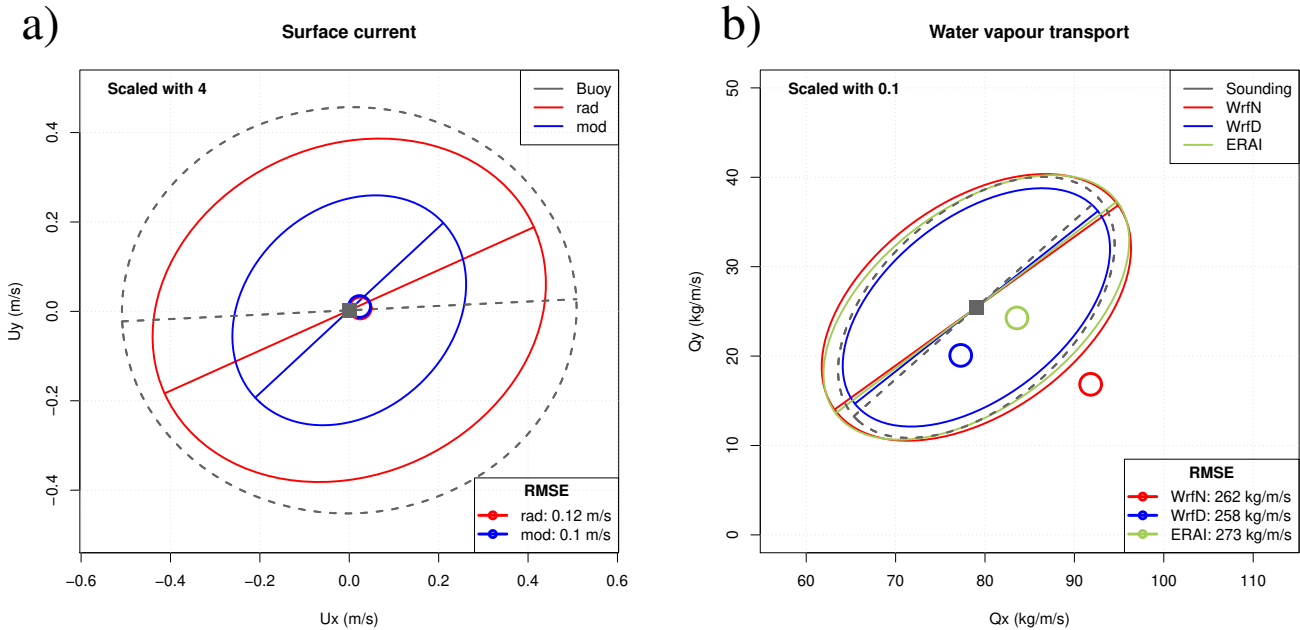 a)
Surface current
Scaled with 4
Buoy
rad
mod
Uy (m/s)
0.4
0.2
0.0
−0.2
−0.4
RMSE
rad: 0.12 m/s
mod: 0.1 m/s
−0.6 −0.4 −0.2 0.0 0.2 0.4 0.6
Ux (m/s)
b)
Water vapour transport
Scaled with 0.1
Sounding
WrfN
WrfD
ERAI
Qy (kg/m/s)
50
40
30
20
10
0
RMSE
WrfN: 262 kg/m/s
WrfD: 258 kg/m/s
ERAI: 273 kg/m/s
60 70 80 90 100 110
Qx (kg/m/s)